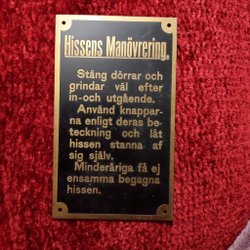 Hissens Manövrering.
Stäng dörrar och
grindar väl efter
in-och utgående.
Använd knappar-
na enligt deras be-
teckning och låt
hissen stanna af
sig själv.
Minderåriga få ej
ensamma begagna
hissen.